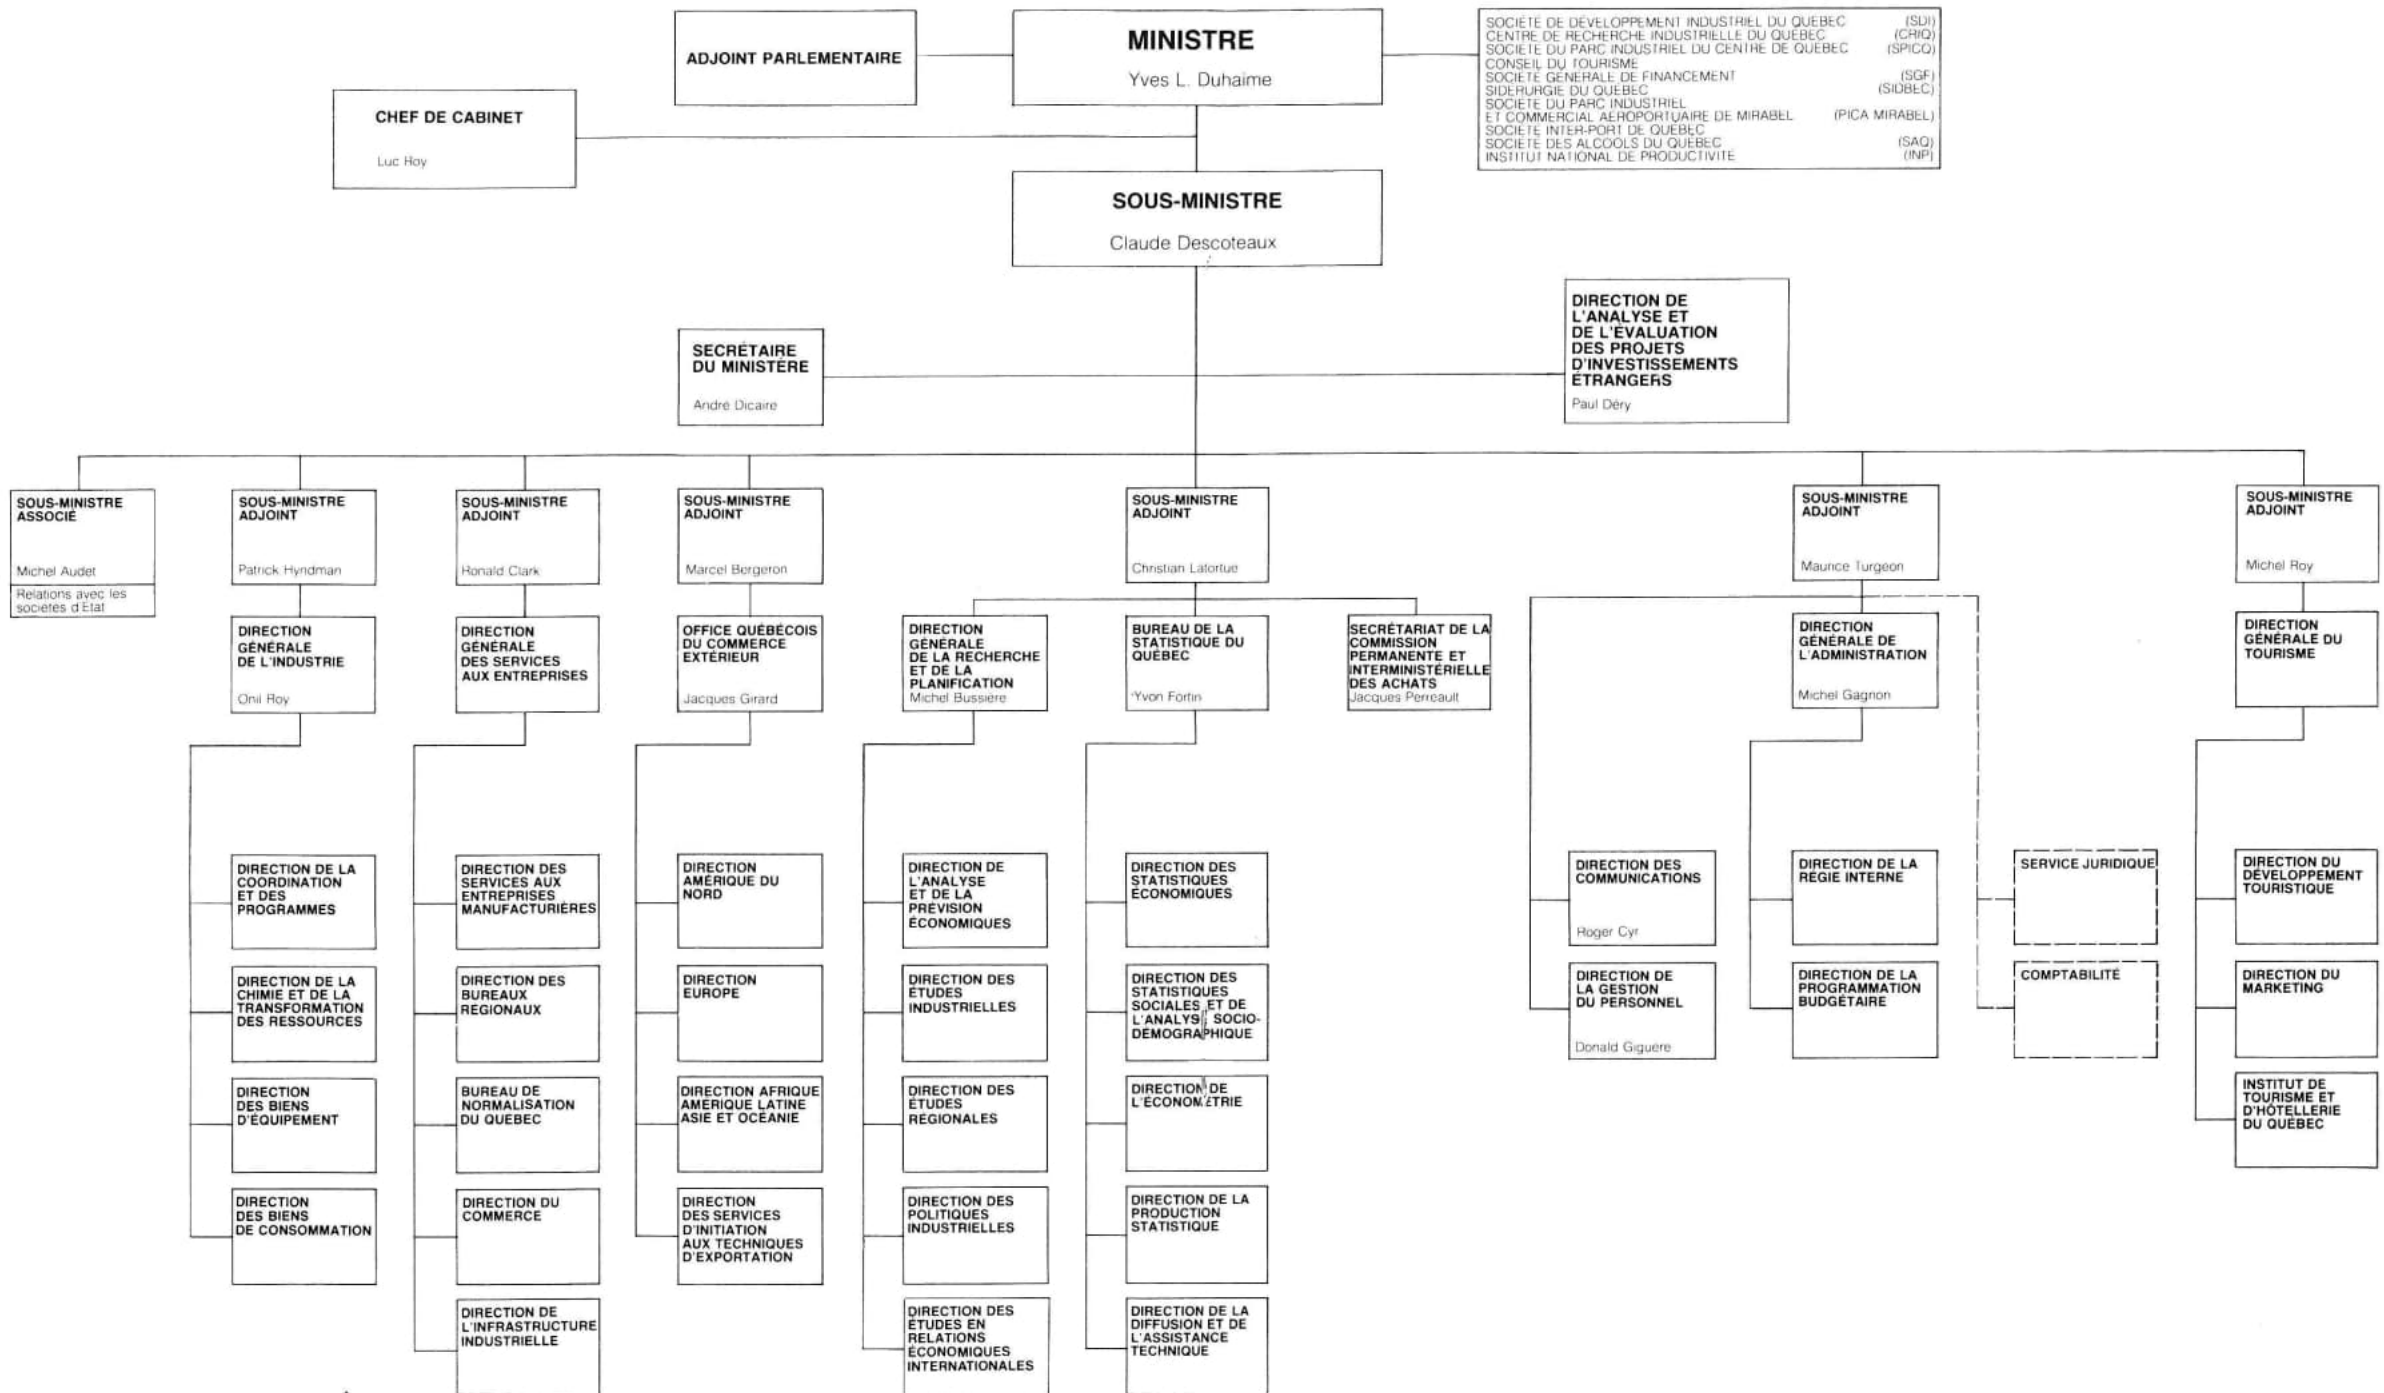 ADJOINT PARLEMENTAIRE
MINISTRE
Yves L. Duhaime
SOCIÉTÉ DE DÉVELOPPEMENT INDUSTRIEL DU QUÉBEC (SDI)
CENTRE DE RECHERCHE INDUSTRIELLE DU QUÉBEC (CRIQ)
SOCIÉTÉ DU PARC INDUSTRIEL DU CENTRE DE QUÉBEC (SPICQ)
CONSEIL DU TOURISME
SOCIÉTÉ GÉNÉRALE DE FINANCEMENT (SGF)
SIDÉRURGIE DU QUÉBEC (SIDBEC)
SOCIÉTÉ DU PARC INDUSTRIEL
ET COMMERCIAL AÉROPORTUAIRE DE MIRABEL (PICA MIRABEL)
SOCIÉTÉ INTER-PORT DE QUÉBEC
SOCIÉTÉ DES ALCOOLS DU QUÉBEC (SAQ)
INSTITUT NATIONAL DE PRODUCTIVITÉ (INP)
CHEF DE CABINET
Luc Roy
SOUS-MINISTRE
Claude Descoteaux
SECRÉTAIRE
DU MINISTÈRE
André Dicaire
DIRECTION DE
L'ANALYSE ET
DE L'ÉVALUATION
DES PROJETS
D'INVESTISSEMENTS
ÉTRANGERS
Paul Déry
SOUS-MINISTRE
ASSOCIÉ
Michel Audet
Relations avec les
sociétés d'État
SOUS-MINISTRE
ADJOINT
Patrick Hyndman
SOUS-MINISTRE
ADJOINT
Ronald Clark
SOUS-MINISTRE
ADJOINT
Marcel Bergeron
SOUS-MINISTRE
ADJOINT
Christian Latortue
SOUS-MINISTRE
ADJOINT
Maurice Turgeon
SOUS-MINISTRE
ADJOINT
Michel Roy
DIRECTION
GÉNÉRALE
DE L'INDUSTRIE
Onil Roy
DIRECTION
GÉNÉRALE
DES SERVICES
AUX ENTREPRISES
OFFICE QUÉBÉCOIS
DU COMMERCE
EXTÉRIEUR
Jacques Girard
DIRECTION
GÉNÉRALE
DE LA RECHERCHE
ET DE LA
PLANIFICATION
Michel Bussière
BUREAU DE LA
STATISTIQUE DU
QUÉBEC
Yvon Fortin
SECRÉTARIAT DE LA
COMMISSION
PERMANENTE ET
INTERMINISTÉRIELLE
DES ACHATS
Jacques Perreault
DIRECTION
GÉNÉRALE DE
L'ADMINISTRATION
Michel Gagnon
DIRECTION
GÉNÉRALE DU
TOURISME
DIRECTION DE LA
COORDINATION
ET DES
PROGRAMMES
DIRECTION DES
SERVICES AUX
ENTREPRISES
MANUFACTURIÈRES
DIRECTION
AMÉRIQUE DU
NORD
DIRECTION DE
L'ANALYSE
ET DE LA
PRÉVISION
ÉCONOMIQUES
DIRECTION DES
STATISTIQUES
ÉCONOMIQUES
DIRECTION DES
COMMUNICATIONS
Roger Cyr
DIRECTION DE LA
RÉGIE INTERNE
SERVICE JURIDIQUE
DIRECTION DU
DÉVELOPPEMENT
TOURISTIQUE
DIRECTION DE LA
CHIMIE ET DE LA
TRANSFORMATION
DES RESSOURCES
DIRECTION DES
BUREAUX
RÉGIONAUX
DIRECTION
EUROPE
DIRECTION DES
ÉTUDES
INDUSTRIELLES
DIRECTION DES
STATISTIQUES
SOCIALES ET DE
L'ANALYSE SOCIO-
DÉMOGRAPHIQUE
DIRECTION DE
LA GESTION
DU PERSONNEL
Donald Giguère
DIRECTION DE LA
PROGRAMMATION
BUDGÉTAIRE
COMPTABILITÉ
DIRECTION DU
MARKETING
DIRECTION
DES BIENS
D'ÉQUIPEMENT
BUREAU DE
NORMALISATION
DU QUÉBEC
DIRECTION AFRIQUE
AMÉRIQUE LATINE
ASIE ET OCÉANIE
DIRECTION DES
ÉTUDES
RÉGIONALES
DIRECTION DE
L'ÉCONOMÉTRIE
INSTITUT DE
TOURISME ET
D'HÔTELLERIE
DU QUÉBEC
DIRECTION
DES BIENS
DE CONSOMMATION
DIRECTION DU
COMMERCE
DIRECTION
DES SERVICES
D'INITIATION
AUX TECHNIQUES
D'EXPORTATION
DIRECTION DES
POLITIQUES
INDUSTRIELLES
DIRECTION DE LA
PRODUCTION
STATISTIQUE
DIRECTION DE
L'INFRASTRUCTURE
INDUSTRIELLE
DIRECTION DES
ÉTUDES EN
RELATIONS
ÉCONOMIQUES
INTERNATIONALES
DIRECTION DE LA
DIFFUSION ET DE
L'ASSISTANCE
TECHNIQUE